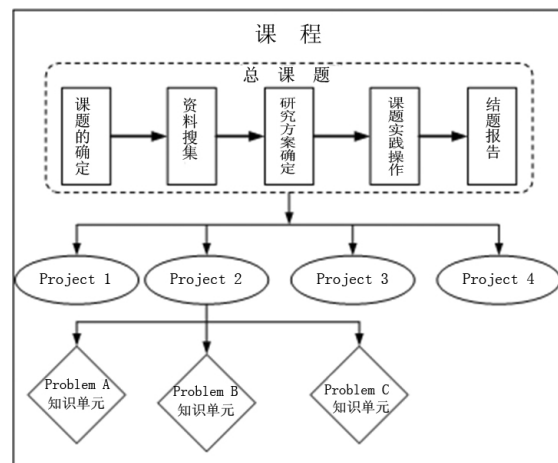 课 程
总 课 题
课题的确定
资料搜集
研究方案确定
课题实践操作
结题报告
Project 1
Project 2
Project 3
Project 4
Problem A
知识单元
Problem B
知识单元
Problem C
知识单元